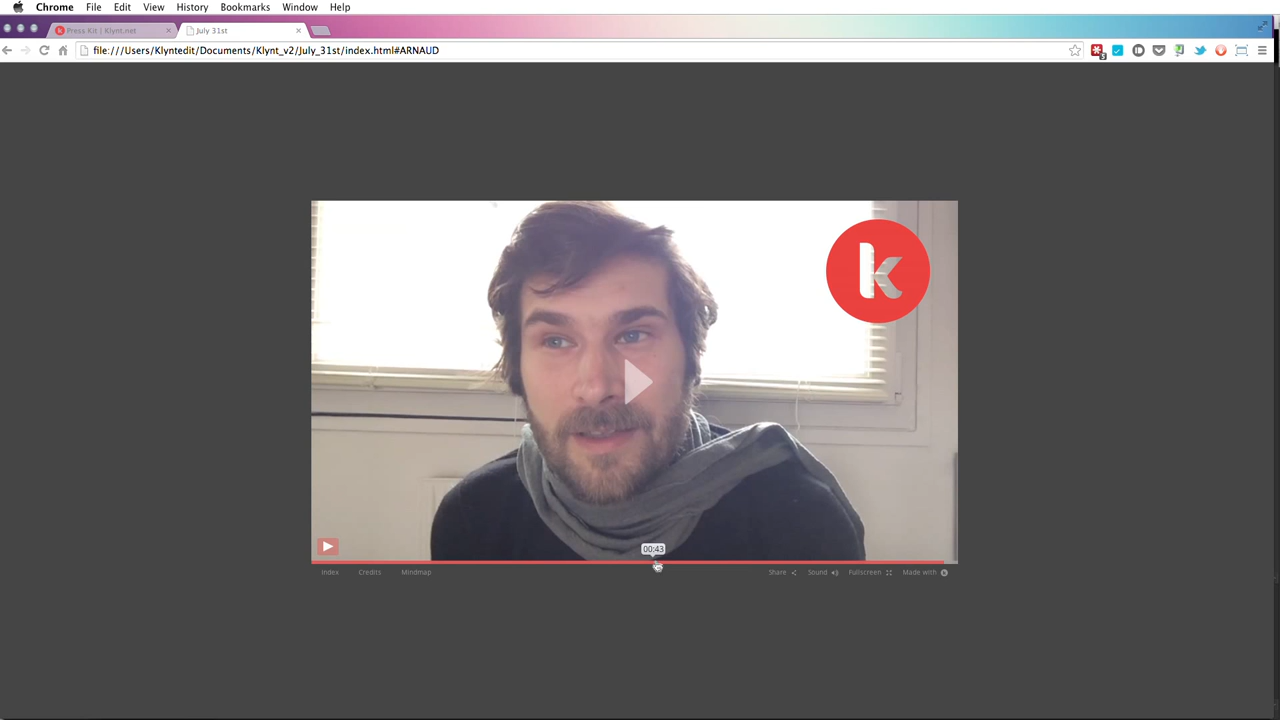 Chrome File Edit View History Bookmarks Window Help
Press Kit | Klynt.net
July 31st
file:///Users/Klyntedit/Documents/Klynt_v2/July_31st/index.html#ARNAUD
3
k
00:43
Index Credits Mindmap Share Sound Fullscreen Made with